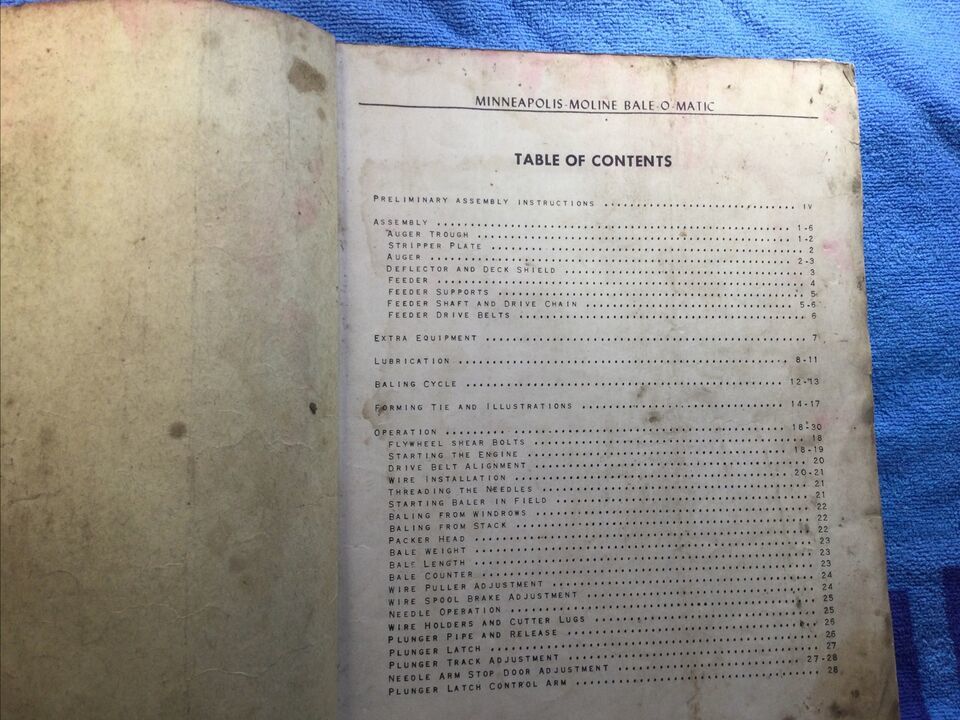 MINNEAPOLIS-MOLINE BALE-O-MATIC
TABLE OF CONTENTS
PRELIMINARY ASSEMBLY INSTRUCTIONS IV
ASSEMBLY 1-6
AUGER TROUGH 1-2
STRIPPER PLATE 2
AUGER 2-3
DEFLECTOR AND DECK SHIELD 3
FEEDER 4
FEEDER SUPPORTS 5
FEEDER SHAFT AND DRIVE CHAIN 5-6
FEEDER DRIVE BELTS 6
EXTRA EQUIPMENT 7
LUBRICATION 8-11
BALING CYCLE 12-13
FORMING TIE AND ILLUSTRATIONS 14-17
OPERATION 18-30
FLYWHEEL SHEAR BOLTS 18
STARTING THE ENGINE 18-19
DRIVE BELT ALIGNMENT 20
WIRE INSTALLATION 20-21
THREADING THE NEEDLES 21
STARTING BALER IN FIELD 21
BALING FROM WINDROWS 22
BALING FROM STACK 22
PACKER HEAD 22
BALE WEIGHT 23
BALE LENGTH 23
BALE COUNTER 23
WIRE PULLER ADJUSTMENT 24
WIRE SPOOL BRAKE ADJUSTMENT 24
NEEDLE OPERATION 25
WIRE HOLDERS AND CUTTER LUGS 25
PLUNGER PIPE AND RELEASE 26
PLUNGER LATCH 26
PLUNGER TRACK ADJUSTMENT 27
NEEDLE ARM STOP DOOR ADJUSTMENT 27-28
PLUNGER LATCH CONTROL ARM 28